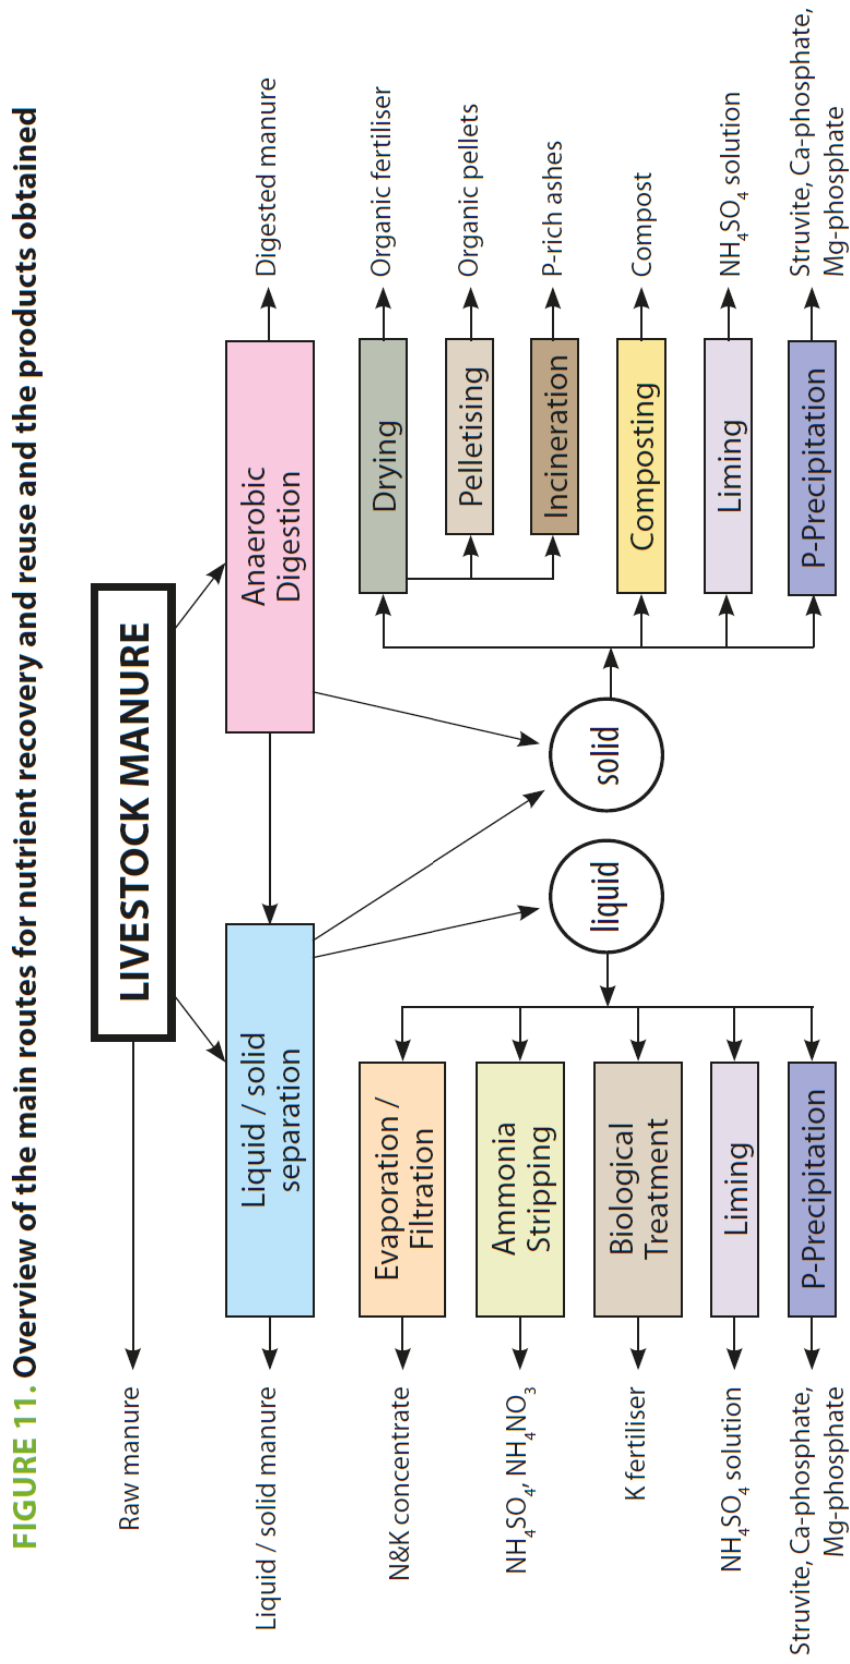 FIGURE 11. Overview of the main routes for nutrient recovery and reuse and the products obtained
LIVESTOCK MANURE
Raw manure
Liquid / solid manure
Liquid / solid
separation
Anaerobic
Digestion
Digested manure
N&K concentrate
Evaporation /
Filtration
NH₄SO₄, NH₄NO₃
Ammonia
Stripping
K fertiliser
Biological
Treatment
NH₄SO₄ solution
Liming
Struvite, Ca-phosphate,
Mg-phosphate
P-Precipitation
liquid
solid
Drying
Organic fertiliser
Pelletising
Organic pellets
Incineration
P-rich ashes
Composting
Compost
Liming
NH₄SO₄ solution
P-Precipitation
Struvite, Ca-phosphate,
Mg-phosphate